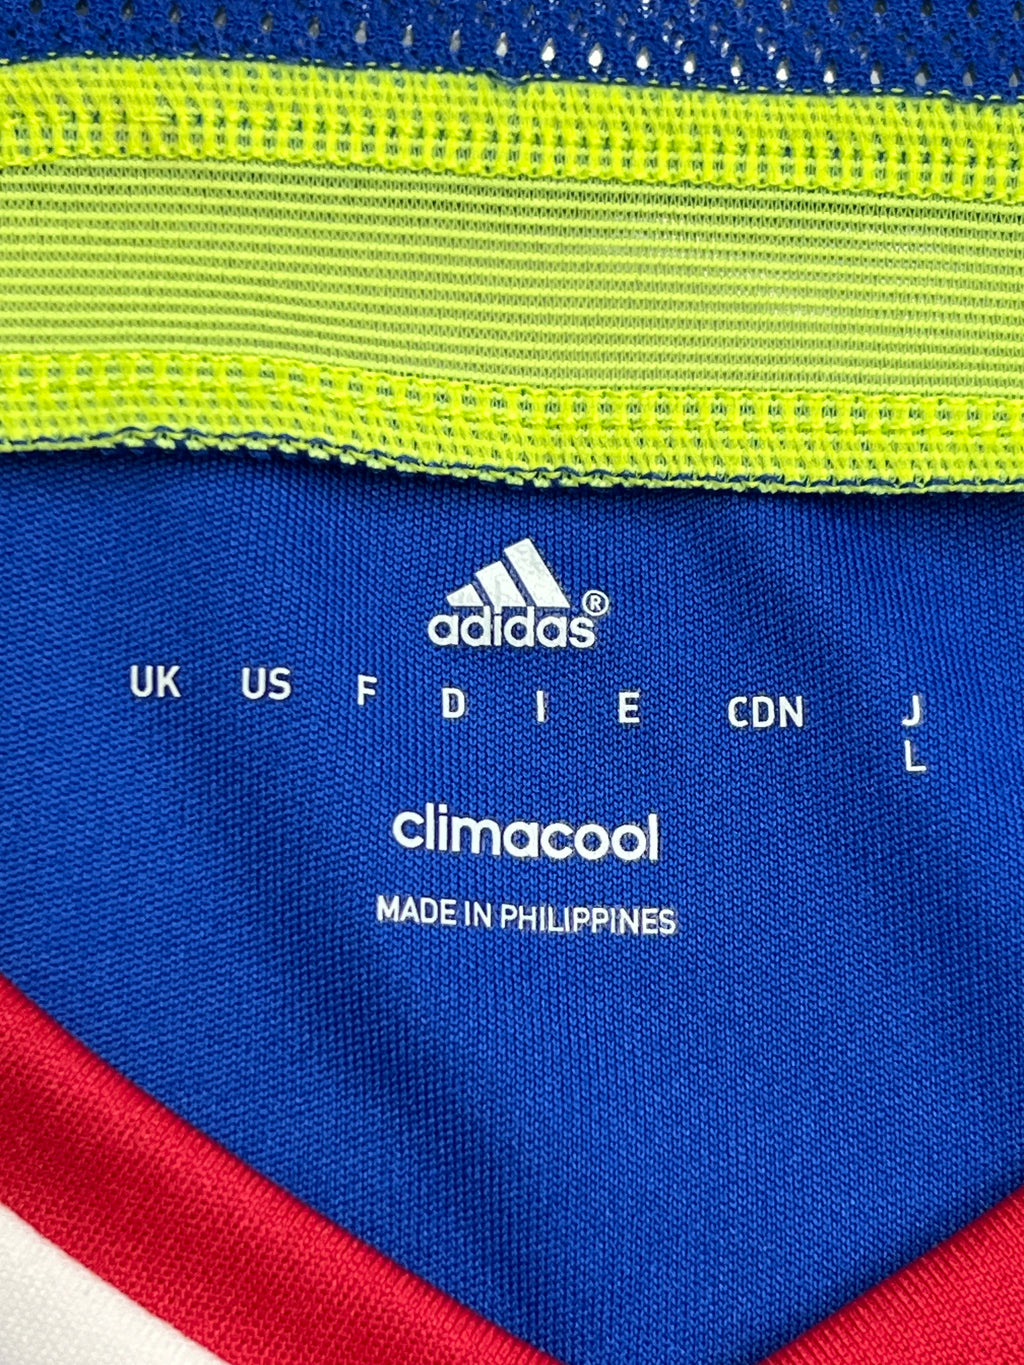 adidas®
UK US F D I E CDN J
L
climacool
MADE IN PHILIPPINES